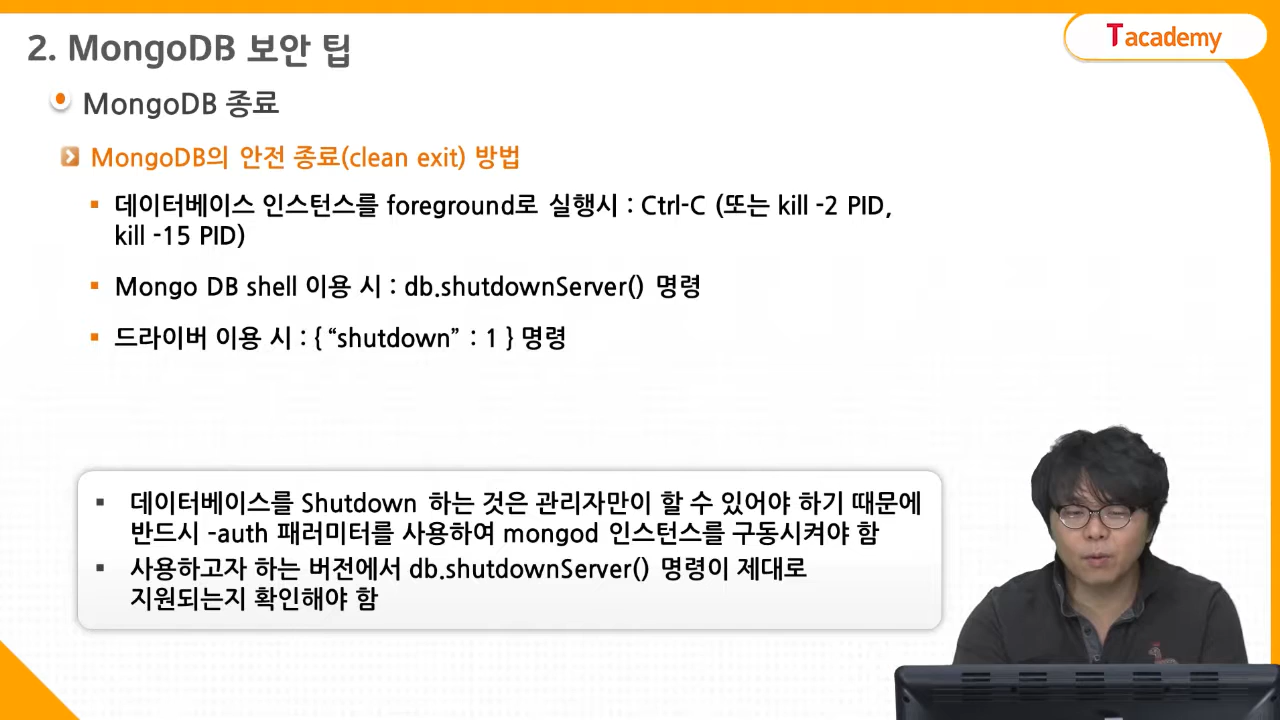 2. MongoDB 보안 팁
Tacademy
MongoDB 종료
MongoDB의 안전 종료(clean exit) 방법
데이터베이스 인스턴스를 foreground로 실행시 : Ctrl-C (또는 kill -2 PID,
kill -15 PID)
Mongo DB shell 이용 시 : db.shutdownServer() 명령
드라이버 이용 시 : { “shutdown” : 1 } 명령
데이터베이스를 Shutdown 하는 것은 관리자만이 할 수 있어야 하기 때문에
반드시 -auth 패러미터를 사용하여 mongod 인스턴스를 구동시켜야 함
사용하고자 하는 버전에서 db.shutdownServer() 명령이 제대로
지원되는지 확인해야 함